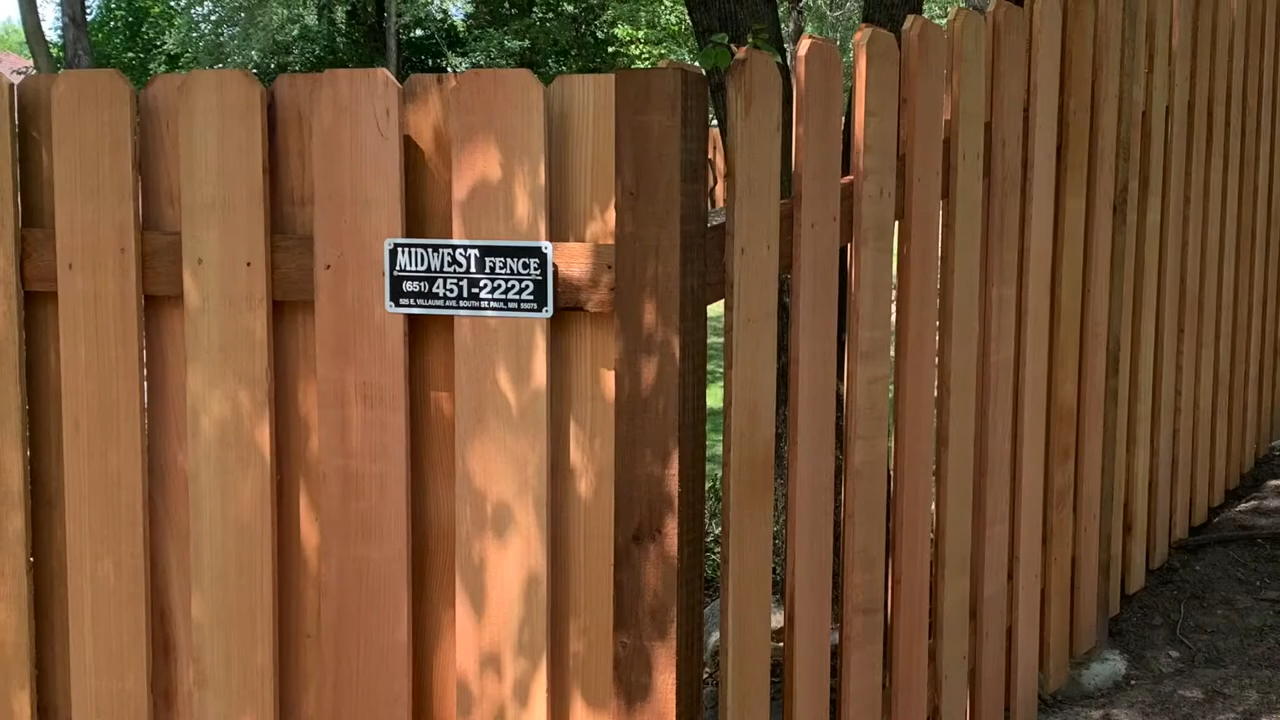 MIDWEST FENCE
(651) 451-2222
525 E. VILLAUME AVE. SOUTH ST. PAUL, MN 55075